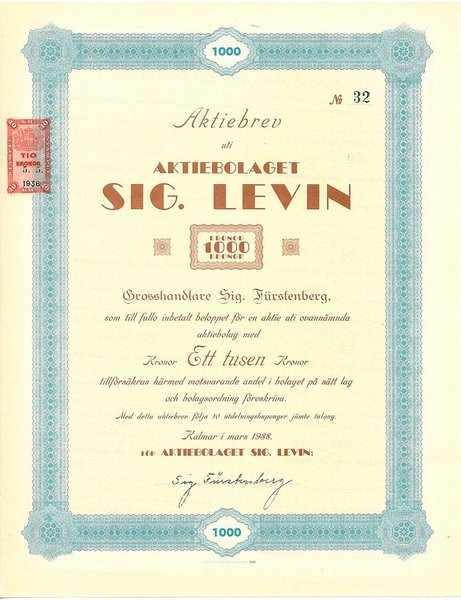 1000
№ 32
Aktiebrev
uti
AKTIEBOLAGET
SIG. LEVIN
KRONOR
1000
KRONOR
TIO
KRONOR
5. 5.
1938
Grosshandlare Sig. Fürstenberg,
som till fullo inbetalt beloppet för en aktie uti ovannämnda
aktiebolag med
Kronor Ett tusen Kronor
tillförsäkras härmed motsvarande andel i bolaget på sätt lag
och bolagsordning föreskriva.
Med detta aktiebrev följa 10 utdelningskuponger jämte talong.
Kalmar i mars 1938.
FÖR AKTIEBOLAGET SIG. LEVIN:
Sig Fürstenberg
1000